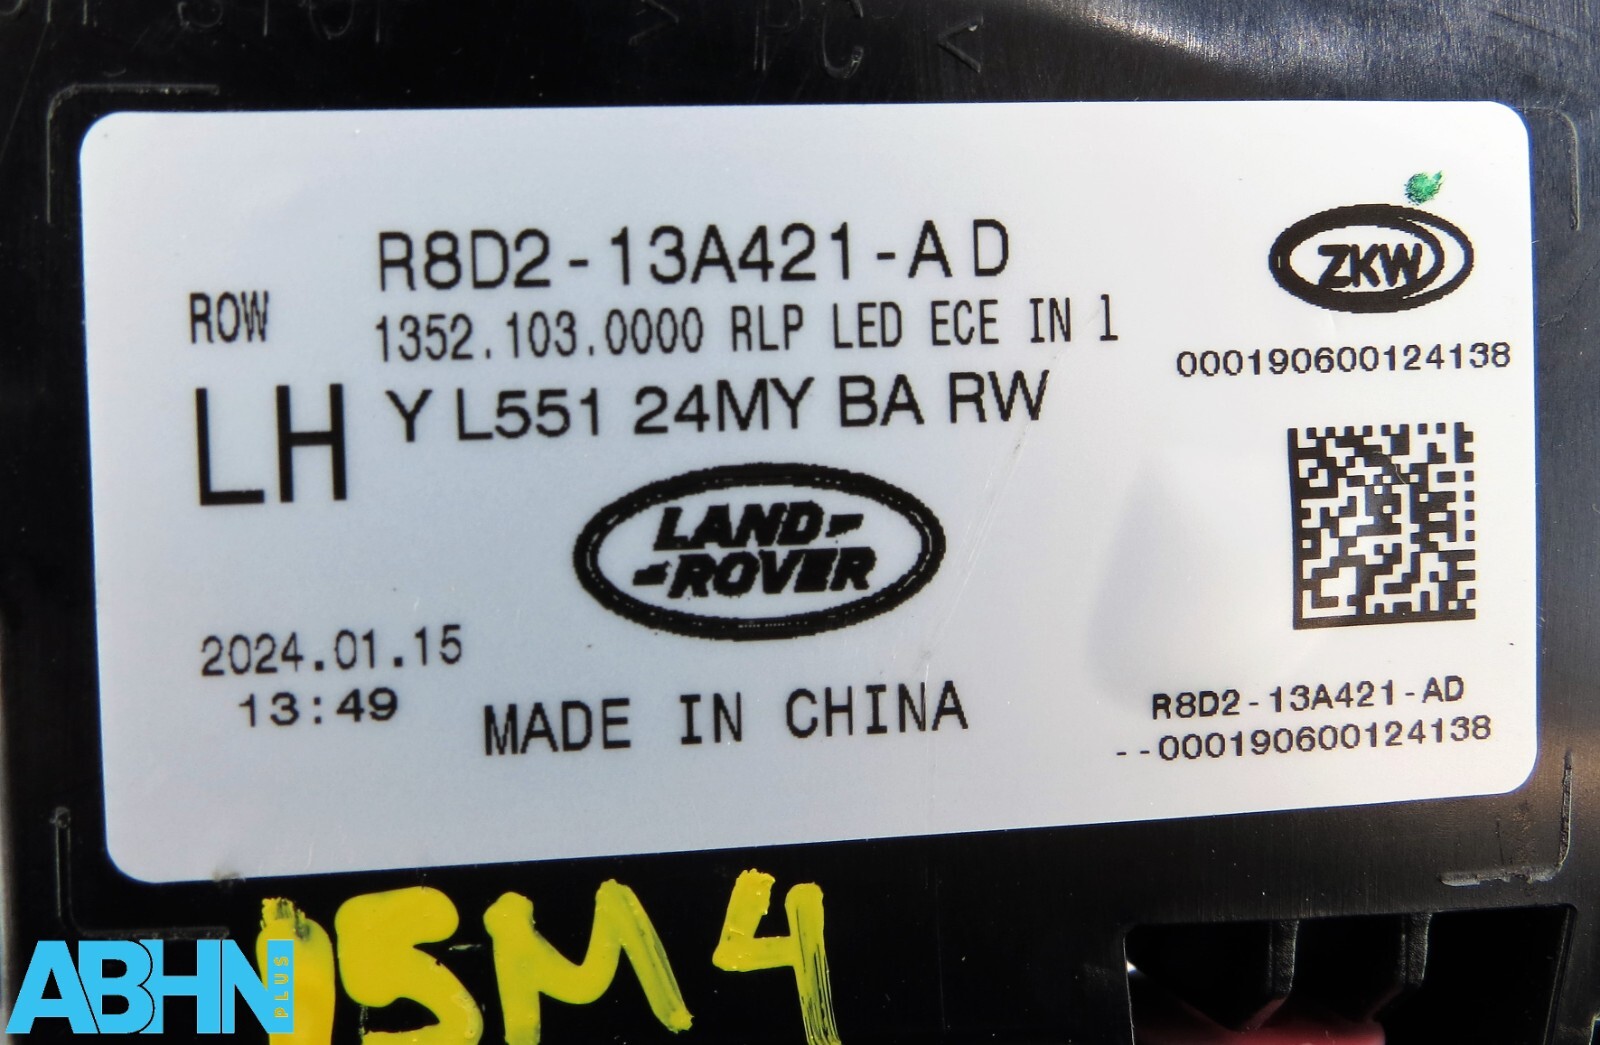 > PC <
R8D2-13A421-AD
ROW
1352.103.0000 RLP LED ECE IN 1
LH
Y L551 24MY BA RW
ZKW
000190600124138
LAND-
-ROVER
2024.01.15
13:49
MADE IN CHINA
R8D2-13A421-AD
--000190600124138
ABHN
PLUS